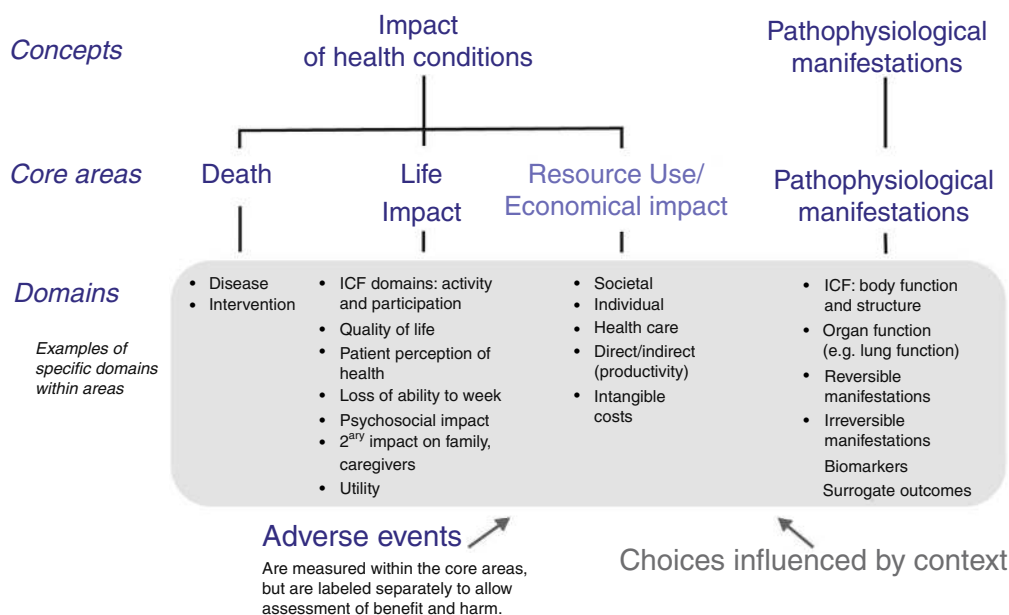 Concepts
Impact
of health conditions
Pathophysiological
manifestations
Core areas
Death
Life
Impact
Resource Use/
Economical impact
Pathophysiological
manifestations
Domains
Examples of
specific domains
within areas
• Disease
• Intervention
• ICF domains: activity
and participation
• Quality of life
• Patient perception of
health
• Loss of ability to week
• Psychosocial impact
• 2ary impact on family,
caregivers
• Utility
• Societal
• Individual
• Health care
• Direct/indirect
(productivity)
• Intangible
costs
• ICF: body function
and structure
• Organ function
(e.g. lung function)
• Reversible
manifestations
• Irreversible
manifestations
Biomarkers
Surrogate outcomes
Adverse events
Are measured within the core areas,
but are labeled separately to allow
assessment of benefit and harm.
Choices influenced by context